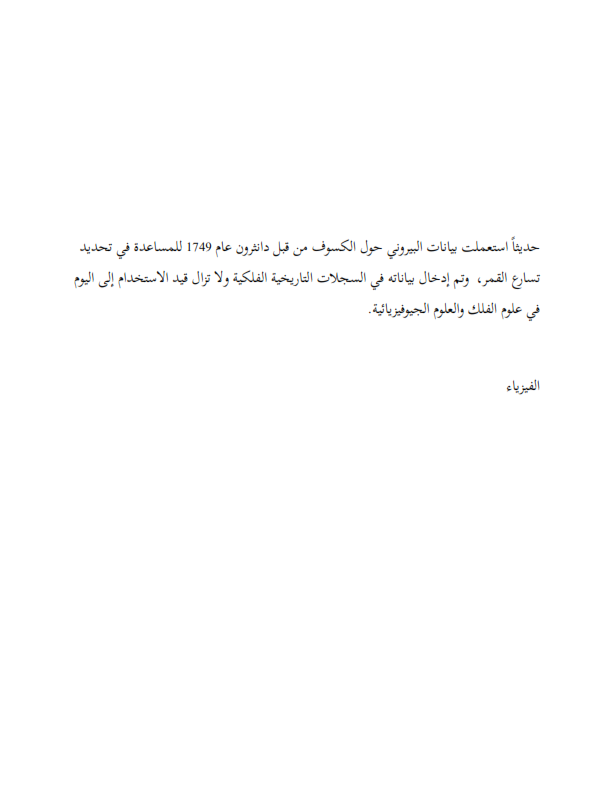 حديثاً استعملت بيانات البيروني حول الكسوف من قبل دانثرون عام 1749 للمساعدة في تحديد
تسارع القمر، وتم إدخال بياناته في السجلات التاريخية الفلكية ولا تزال قيد الاستخدام إلى اليوم
في علوم الفلك والعلوم الجيوفيزيائية.
الفيزياء